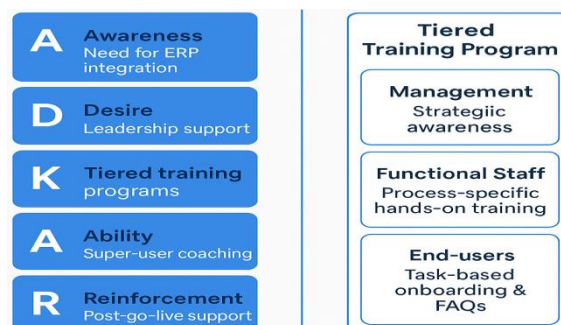 A
Awareness
Need for ERP
integration
D
Desire
Leadership support
K
Tiered training
programs
A
Ability
Super-user coaching
R
Reinforcement
Post-go-live support
Tiered
Training Program
Management
Strategiic
awareness
Functional Staff
Process-specific
hands-on training
End-users
Task-based
onboarding &
FAQs